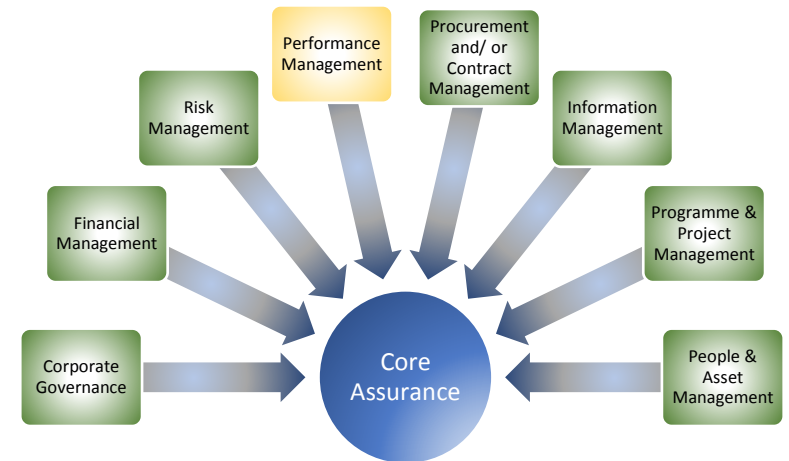 Performance
Management
Procurement
and/ or
Contract
Management
Risk
Management
Information
Management
Financial
Management
Programme &
Project
Management
Corporate
Governance
Core
Assurance
People &
Asset
Management